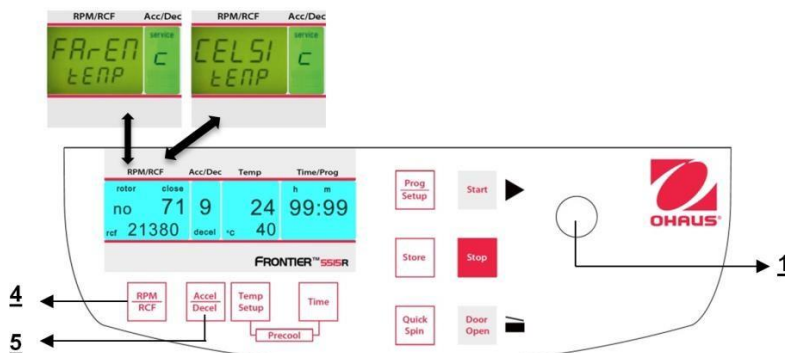 RPM/RCF Acc/Dec RPM/RCF Acc/Dec
service service
FArEN C CELSI C
tENP tENP
RPM/RCF Acc/Dec Temp Time/Prog
rotor close h m
no 71 9 24 99:99
rcf 21380 decel °C 40
FRONTIER™ 5515R
Prog
Setup
Start
OHAUS®
Store
Stop
1
4
RPM
RCF
Accel
Decel
Temp
Setup
Time
Precool
Quick
Spin
Door
Open
5